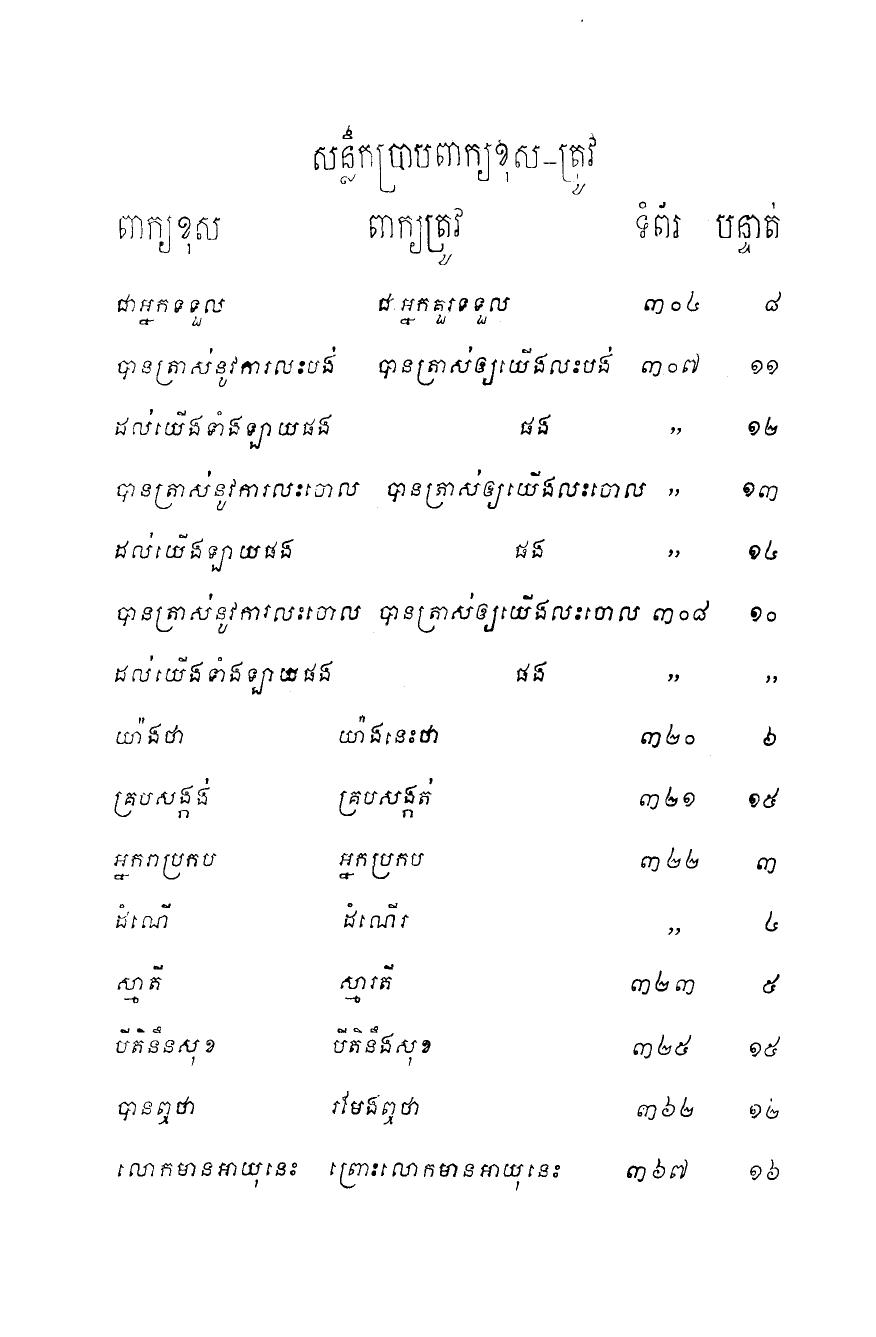 សន្លឹកប្រាបពាក្យខុស-ត្រូវ
ពាក្យខុស ពាក្យត្រូវ ទំព័រ បន្ទាត់
ជាអ្នកទទួល ជាអ្នកគួរទទួល ៣០៤ ៨
បានត្រាស់នូវការលះបង់ បានត្រាស់ឲ្យយើងលះបង់ ៣០៧ ១១
ដល់យើងទាំងឡាយផង ផង ,, ១២
បានត្រាស់នូវការលះចោល បានត្រាស់ឲ្យយើងលះចោល ,, ១៣
ដល់យើងឡាយផង ផង ,, ១៤
បានត្រាស់នូវការលះចោល បានត្រាស់ឲ្យយើងលះចោល ៣០៨ ១០
ដល់យើងទាំងឡាយផង ផង ,, ,,
យ៉ាងថា យ៉ាងនេះថា ៣២០ ៦
គ្របសង្កង់ គ្របសង្កត់ ៣២១ ១៥
អ្នករាប្រកប អ្នកប្រកប ៣២២ ៣
ដំណើ ដំណើរ ,, ៤
ស្មាតី ស្មារតី ៣២៣ ៥
បីតិនឹនសុខ បីតិនឹងសុខ ៣២៥ ១៥
បានឮថា រមែងឮថា ៣៦២ ១២
លោកមានអាយុនេះ ព្រោះលោកមានអាយុនេះ ៣៦៧ ១៦